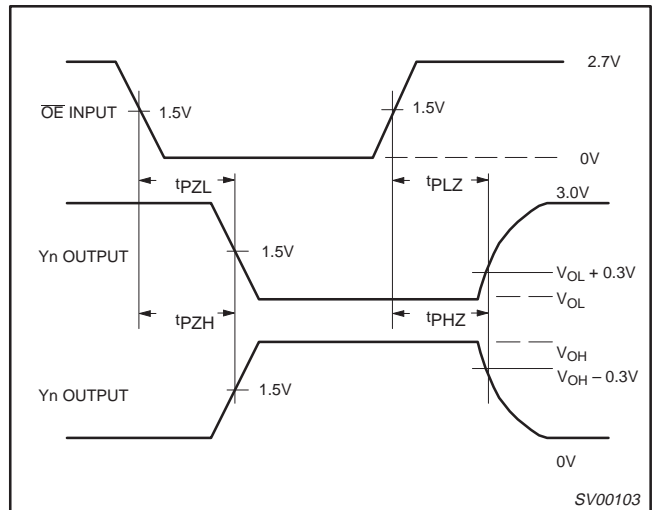 2.7V
OE INPUT
1.5V
1.5V
0V
tPZL
tPLZ
3.0V
Yn OUTPUT
1.5V
VOL + 0.3V
VOL
tPZH
tPHZ
VOH
VOH – 0.3V
Yn OUTPUT
1.5V
0V
SV00103